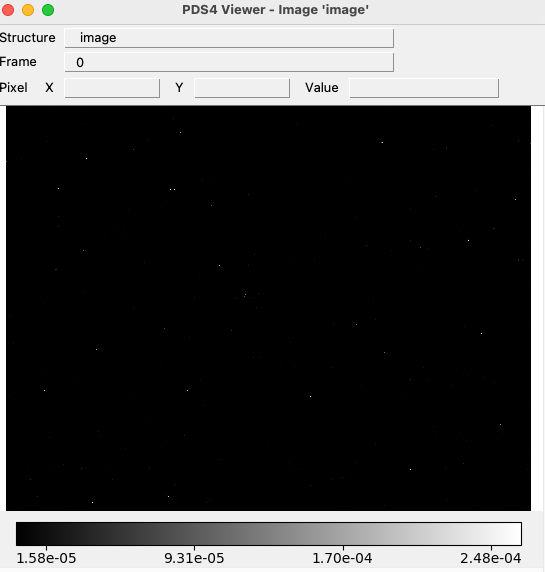 PDS4 Viewer - Image 'image'
Structure image
Frame 0
Pixel X Y Value
1.58e-05 9.31e-05 1.70e-04 2.48e-04